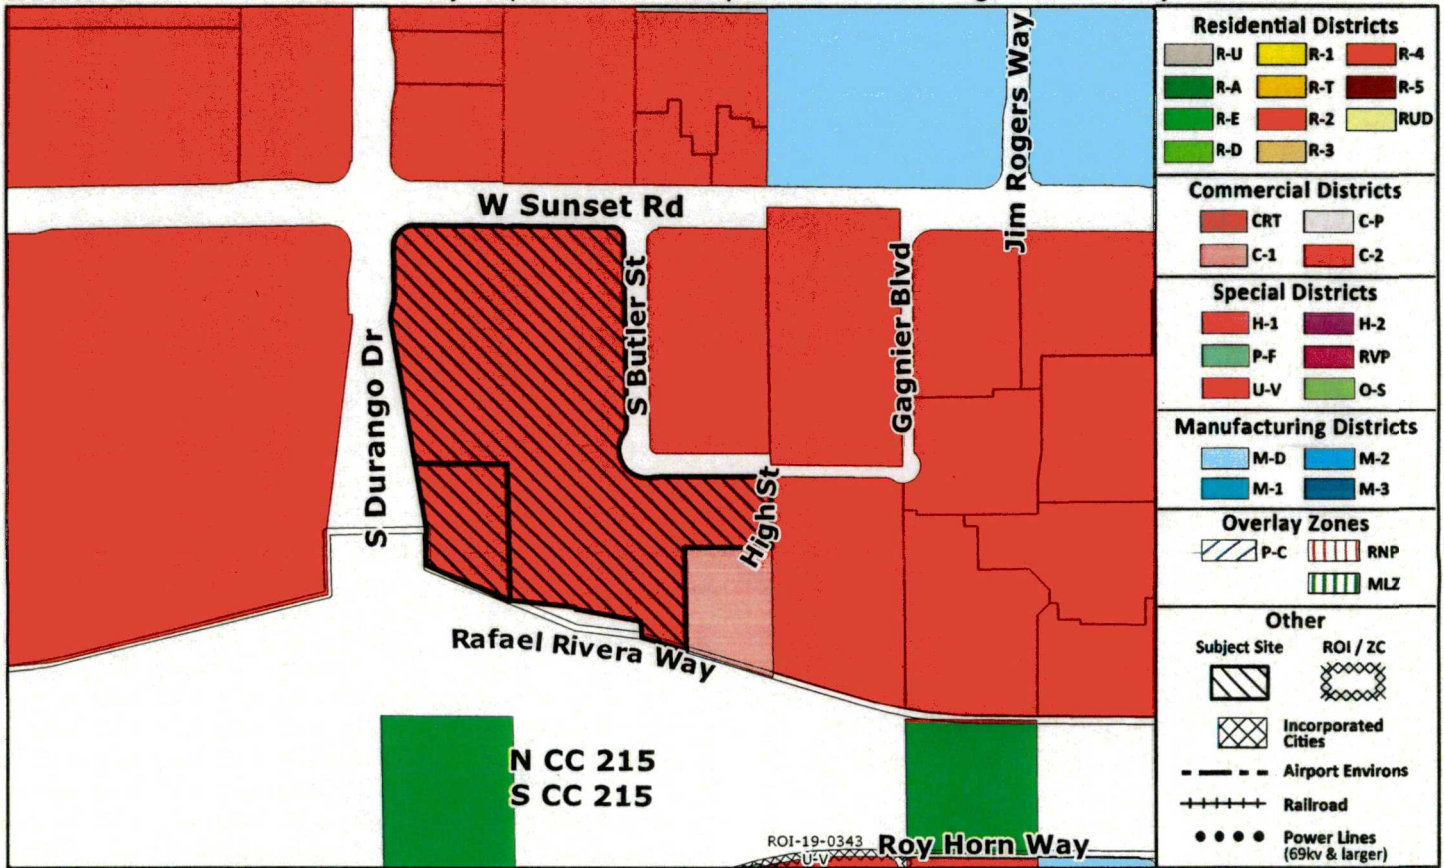 Jim Rogers Way
W Sunset Rd
S Butler St
Gagnier Blvd
S Durango Dr
High St
Rafael Rivera Way
N CC 215
S CC 215
ROI-19-0343
U-V
Roy Horn Way
Residential Districts
R-U R-1 R-4
R-A R-T R-5
R-E R-2 RUD
R-D R-3
Commercial Districts
CRT C-P
C-1 C-2
Special Districts
H-1 H-2
P-F RVP
U-V O-S
Manufacturing Districts
M-D M-2
M-1 M-3
Overlay Zones
P-C RNP
MLZ
Other
Subject Site ROI / ZC
Incorporated
Cities
Airport Environs
Railroad
Power Lines
(69kv & larger)